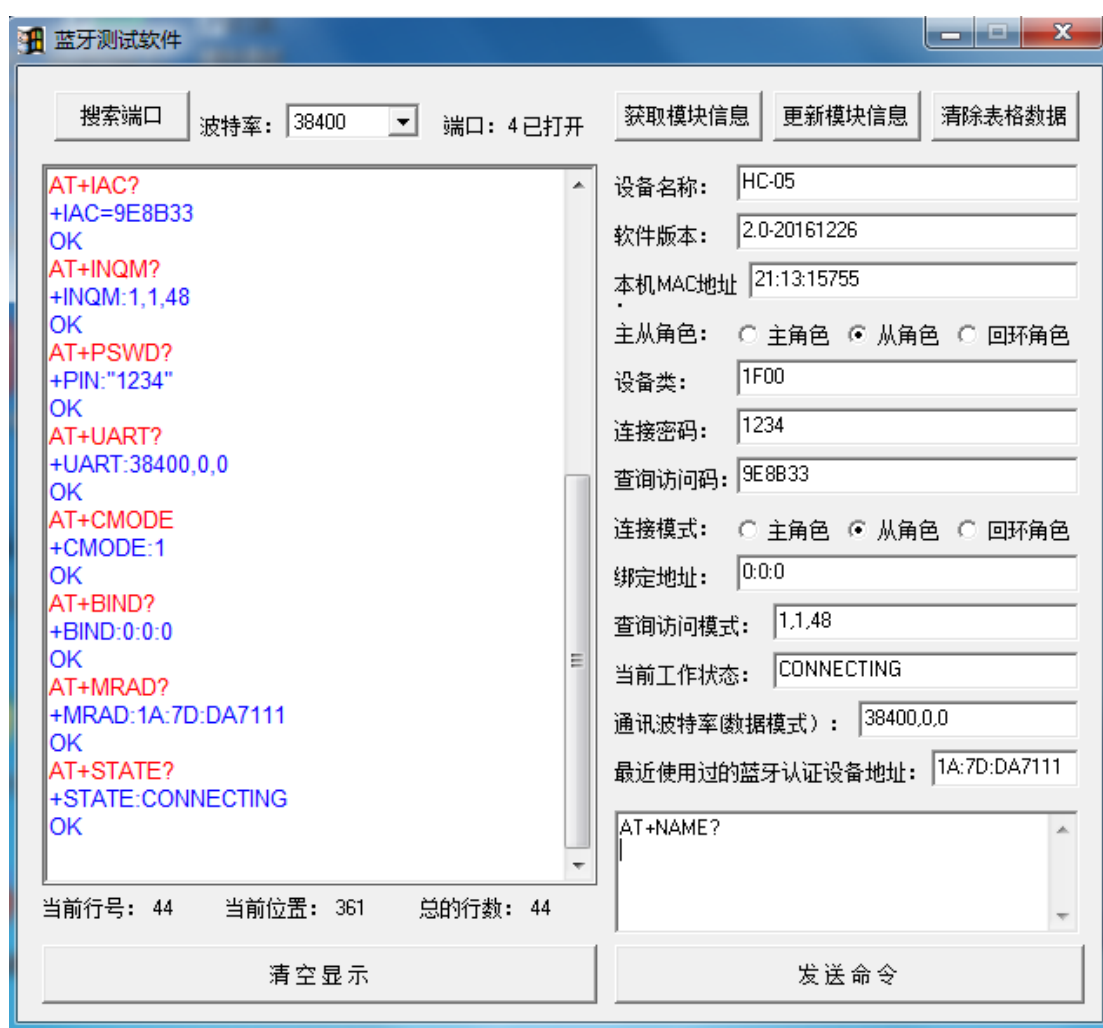 蓝牙测试软件
搜索端口 波特率： 38400 端口：4已打开 获取模块信息 更新模块信息 清除表格数据
AT+IAC?
+IAC=9E8B33
OK
AT+INQM?
+INQM:1,1,48
OK
AT+PSWD?
+PIN:"1234"
OK
AT+UART?
+UART:38400,0,0
OK
AT+CMODE
+CMODE:1
OK
AT+BIND?
+BIND:0:0:0
OK
AT+MRAD?
+MRAD:1A:7D:DA7111
OK
AT+STATE?
+STATE:CONNECTING
OK
当前行号： 44 当前位置： 361 总的行数： 44
清空显示
设备名称： HC-05
软件版本： 2.0-20161226
本机MAC地址 21:13:15755
主从角色： 主角色 从角色 回环角色
设备类： 1F00
连接密码： 1234
查询访问码： 9E8B33
连接模式： 主角色 从角色 回环角色
绑定地址： 0:0:0
查询访问模式： 1,1,48
当前工作状态： CONNECTING
通讯波特率(数据模式）： 38400,0,0
最近使用过的蓝牙认证设备地址： 1A:7D:DA7111
AT+NAME?
发送命令